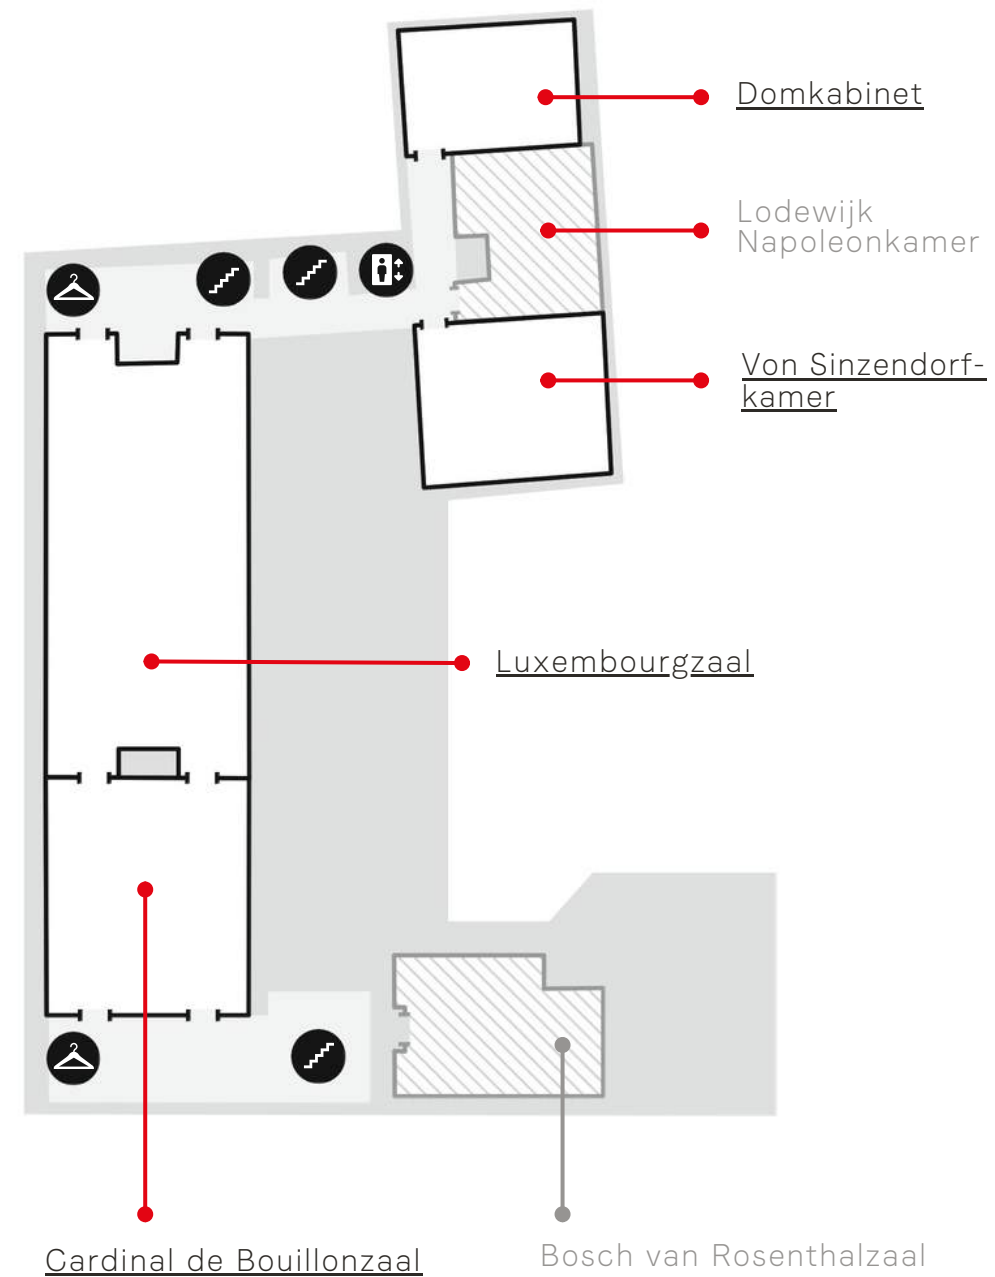 Domkabinet
Lodewijk
Napoleonkamer
Von Sinzendorf-
kamer
Luxembourgzaal
Cardinal de Bouillonzaal
Bosch van Rosenthalzaal